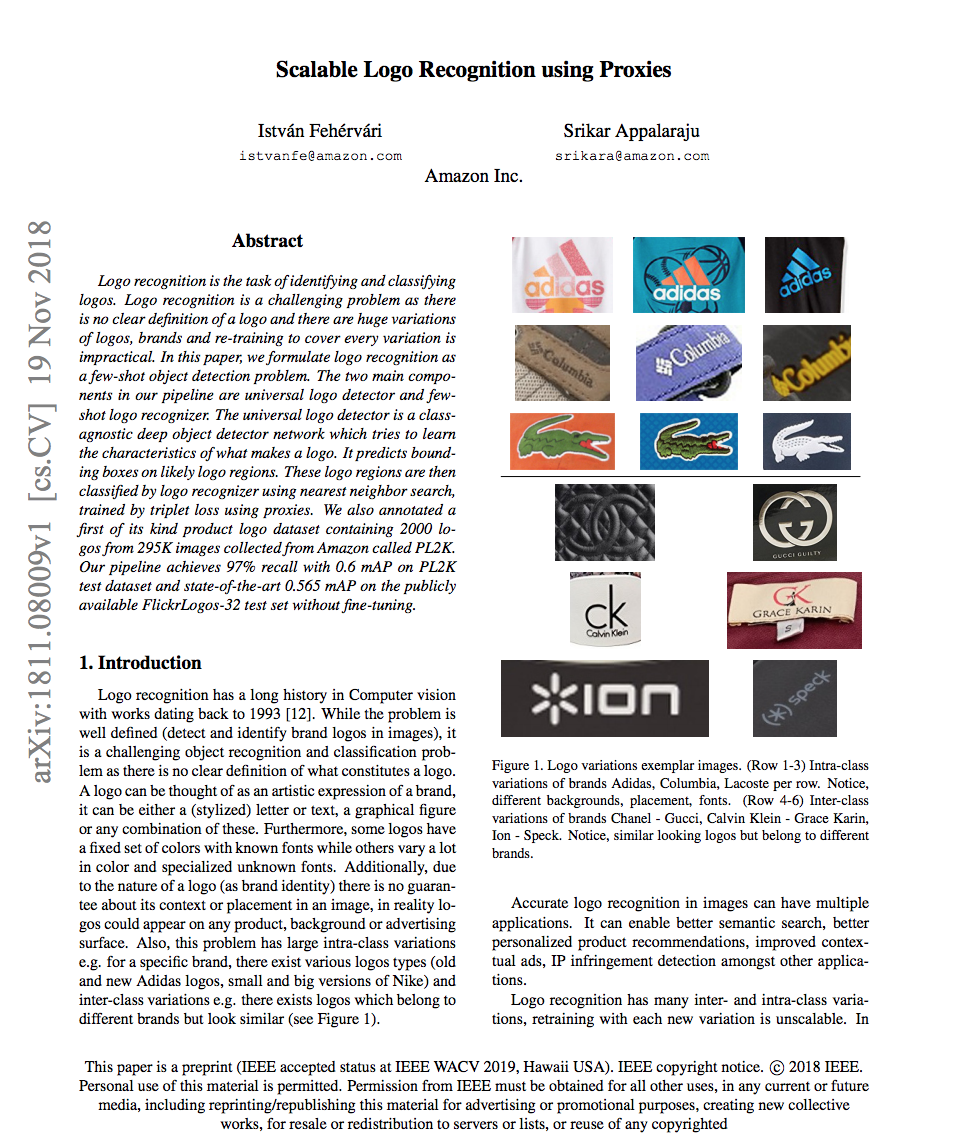 Scalable Logo Recognition using Proxies
István Fehérvári
istvanfe@amazon.com
Srikar Appalaraju
srikara@amazon.com
Amazon Inc.
arXiv:1811.08009v1 [cs.CV] 19 Nov 2018
Abstract
Logo recognition is the task of identifying and classifying
logos. Logo recognition is a challenging problem as there
is no clear definition of a logo and there are huge variations
of logos, brands and re-training to cover every variation is
impractical. In this paper, we formulate logo recognition as
a few-shot object detection problem. The two main compo-
nents in our pipeline are universal logo detector and few-
shot logo recognizer. The universal logo detector is a class-
agnostic deep object detector network which tries to learn
the characteristics of what makes a logo. It predicts bound-
ing boxes on likely logo regions. These logo regions are then
classified by logo recognizer using nearest neighbor search,
trained by triplet loss using proxies. We also annotated a
first of its kind product logo dataset containing 2000 lo-
gos from 295K images collected from Amazon called PL2K.
Our pipeline achieves 97% recall with 0.6 mAP on PL2K
test dataset and state-of-the-art 0.565 mAP on the publicly
available FlickrLogos-32 test set without fine-tuning.
1. Introduction
Logo recognition has a long history in Computer vision
with works dating back to 1993 [12]. While the problem is
well defined (detect and identify brand logos in images), it
is a challenging object recognition and classification prob-
lem as there is no clear definition of what constitutes a logo.
A logo can be thought of as an artistic expression of a brand,
it can be either a (stylized) letter or text, a graphical figure
or any combination of these. Furthermore, some logos have
a fixed set of colors with known fonts while others vary a lot
in color and specialized unknown fonts. Additionally, due
to the nature of a logo (as brand identity) there is no guaran-
tee about its context or placement in an image, in reality lo-
gos could appear on any product, background or advertising
surface. Also, this problem has large intra-class variations
e.g. for a specific brand, there exist various logos types (old
and new Adidas logos, small and big versions of Nike) and
inter-class variations e.g. there exists logos which belong to
different brands but look similar (see Figure 1).
adidas
adidas
adidas
Columbia
Columbia
Columbia
GUCCI GUILTY
ck
Calvin Klein
GK
GRACE KARIN
S
ION
(*) speck
Figure 1. Logo variations exemplar images. (Row 1-3) Intra-class
variations of brands Adidas, Columbia, Lacoste per row. Notice,
different backgrounds, placement, fonts. (Row 4-6) Inter-class
variations of brands Chanel - Gucci, Calvin Klein - Grace Karin,
Ion - Speck. Notice, similar looking logos but belong to different
brands.
Accurate logo recognition in images can have multiple
applications. It can enable better semantic search, better
personalized product recommendations, improved contex-
tual ads, IP infringement detection amongst other applica-
tions.
Logo recognition has many inter- and intra-class varia-
tions, retraining with each new variation is unscalable. In
This paper is a preprint (IEEE accepted status at IEEE WACV 2019, Hawaii USA). IEEE copyright notice. © 2018 IEEE.
Personal use of this material is permitted. Permission from IEEE must be obtained for all other uses, in any current or future
media, including reprinting/republishing this material for advertising or promotional purposes, creating new collective
works, for resale or redistribution to servers or lists, or reuse of any copyrighted